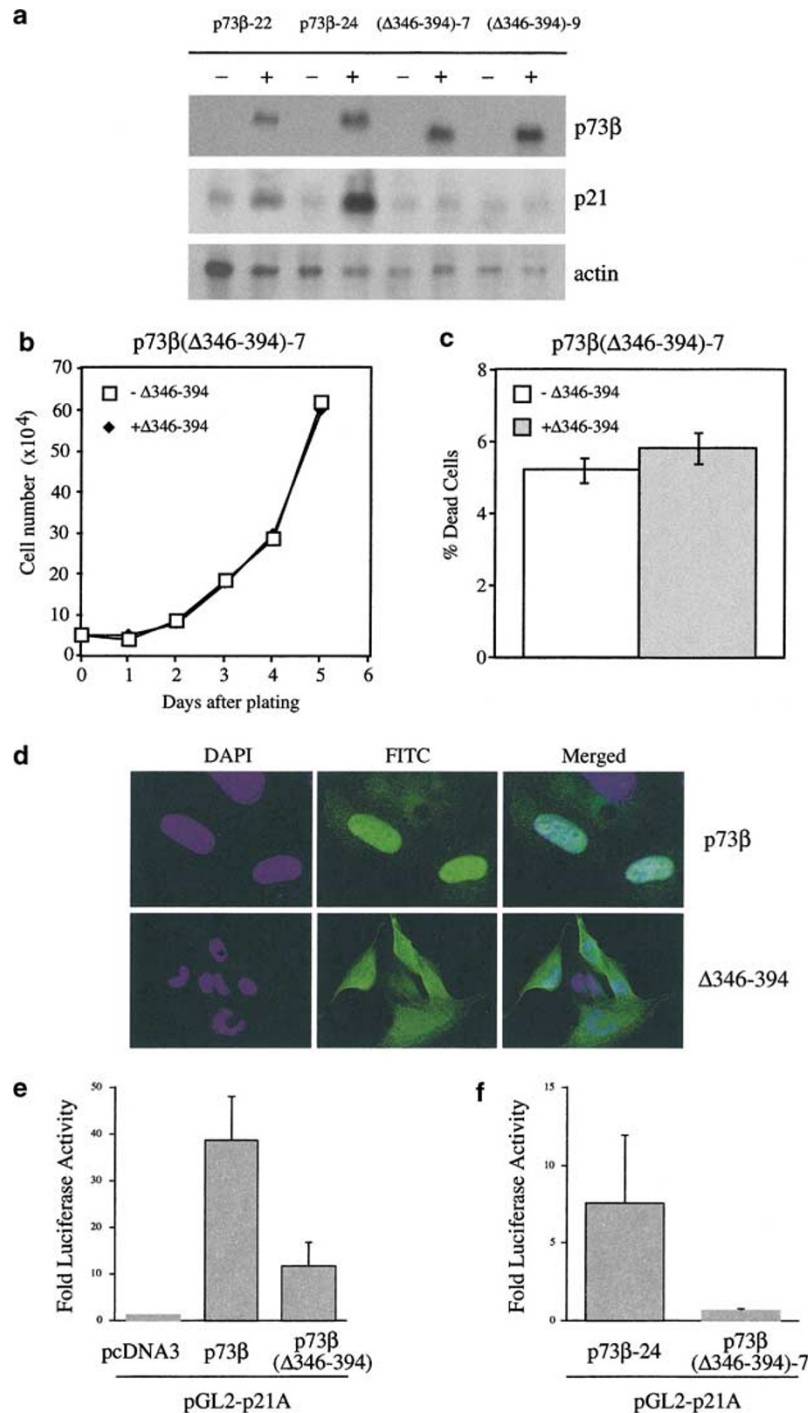 a
p73β-22 p73β-24 (Δ346-394)-7 (Δ346-394)-9
− + − + − + − +
p73β
p21
actin
b
p73β(Δ346-394)-7
70
60
50
40
30
20
10
0
Cell number (x10⁴)
- Δ346-394
+Δ346-394
0 1 2 3 4 5 6
Days after plating
c
p73β(Δ346-394)-7
8
6
4
2
0
% Dead Cells
- Δ346-394
+Δ346-394
d
DAPI FITC Merged
p73β
Δ346-394
e
50
40
30
20
10
0
Fold Luciferase Activity
pcDNA3 p73β p73β
(Δ346-394)
pGL2-p21A
f
15
10
5
0
Fold Luciferase Activity
p73β-24 p73β
(Δ346-394)-7
pGL2-p21A